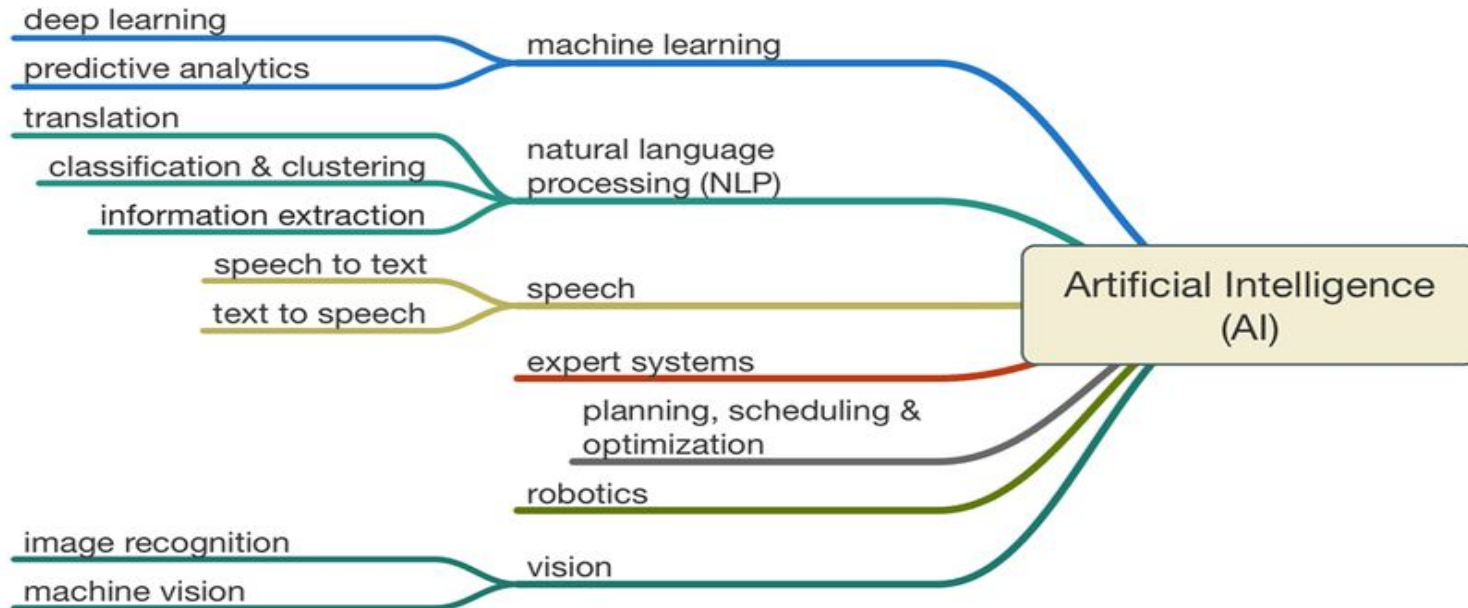 deep learning
machine learning
predictive analytics
translation
natural language
processing (NLP)
classification & clustering
information extraction
speech to text
speech
text to speech
Artificial Intelligence
(AI)
expert systems
planning, scheduling &
optimization
robotics
image recognition
vision
machine vision